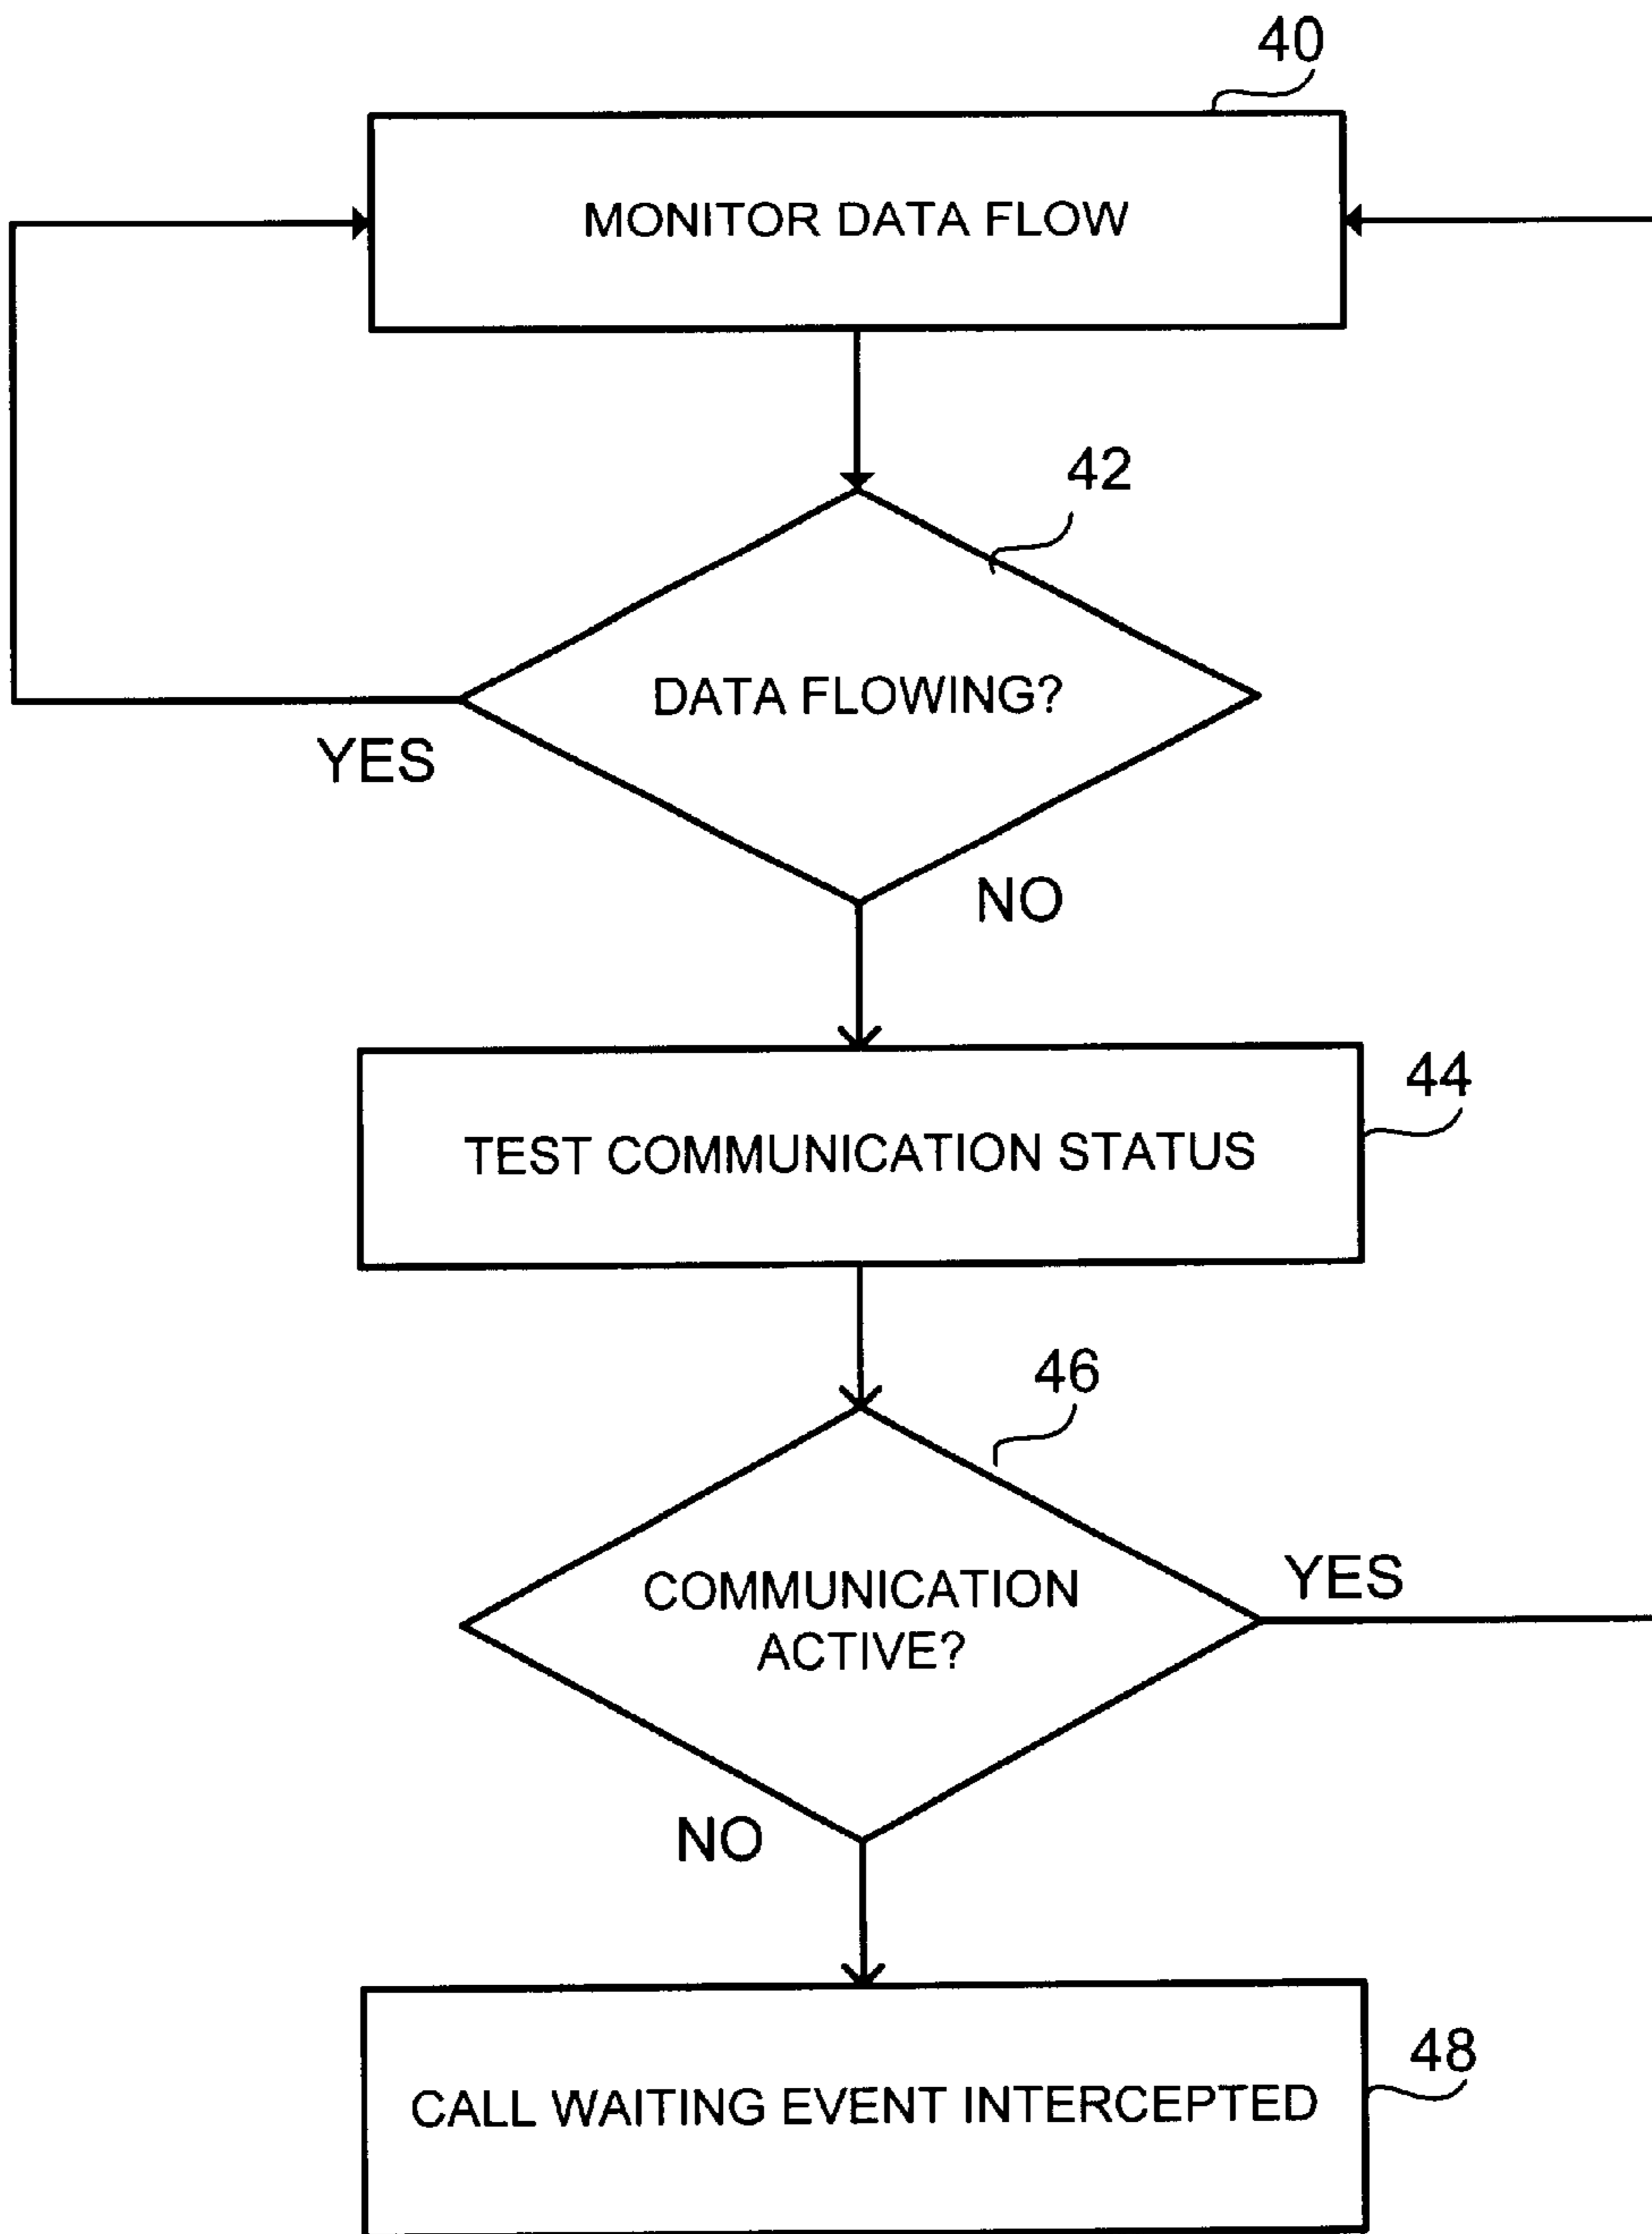 40
MONITOR DATA FLOW
42
DATA FLOWING?
YES
NO
44
TEST COMMUNICATION STATUS
46
COMMUNICATION
ACTIVE?
YES
NO
48
CALL WAITING EVENT INTERCEPTED